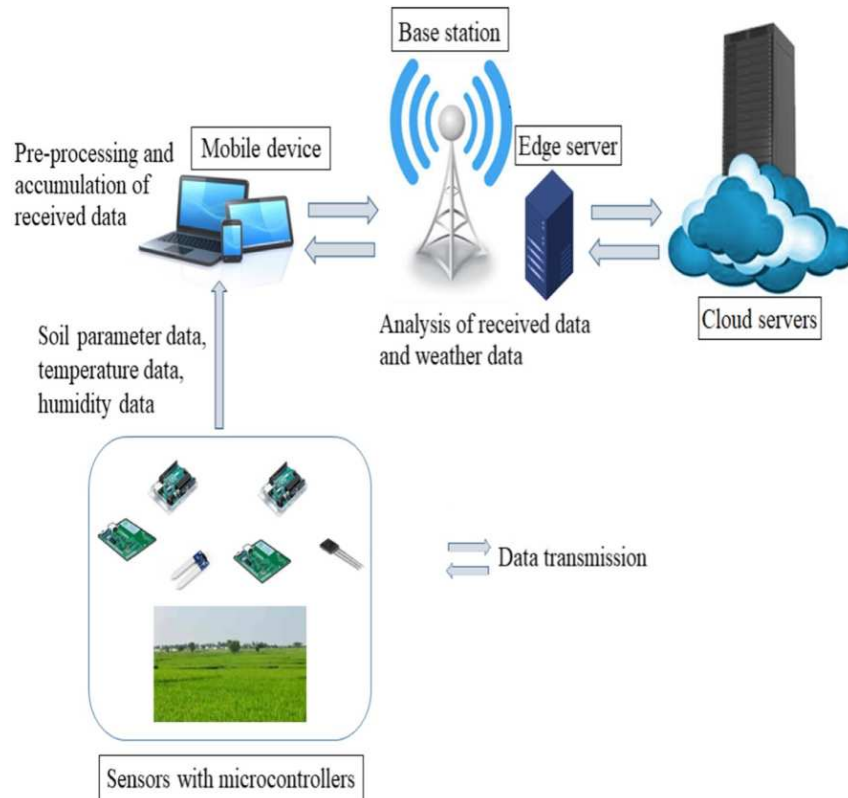 Base station
Pre-processing and
accumulation of
received data
Mobile device
Edge server
Soil parameter data,
temperature data,
humidity data
Analysis of received data
and weather data
Cloud servers
Data transmission
Sensors with microcontrollers